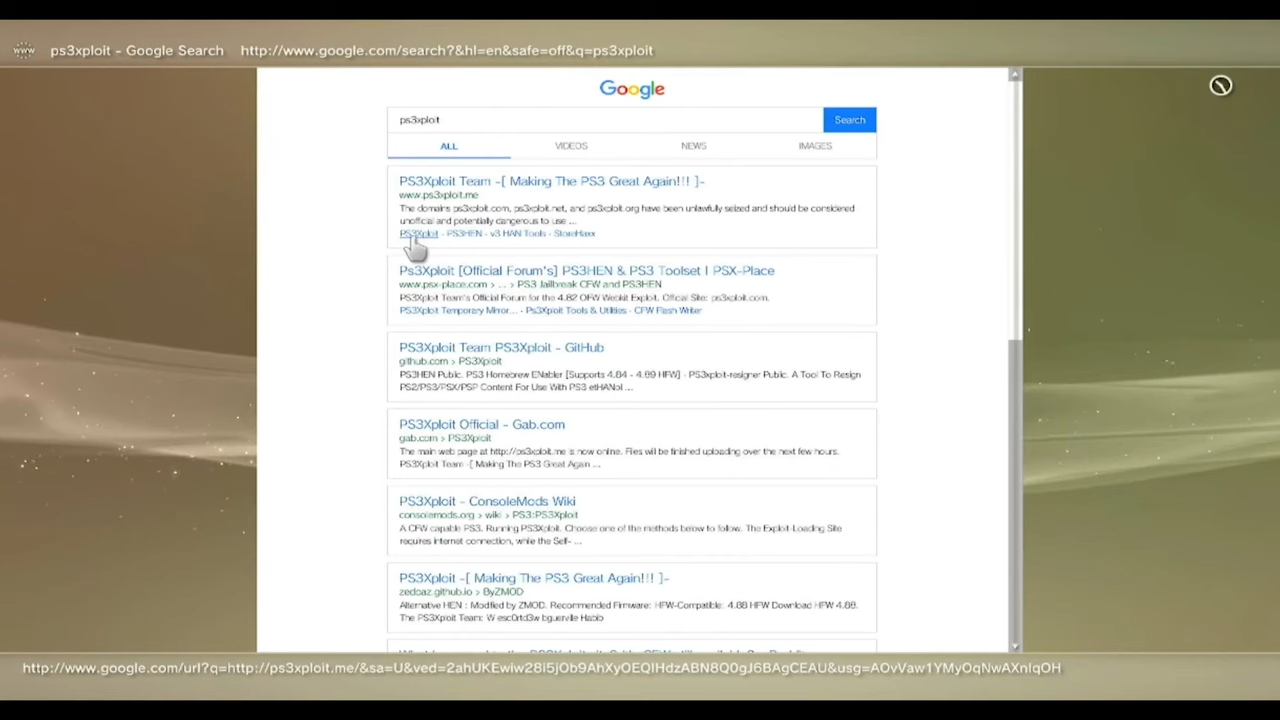 www ps3xploit - Google Search http://www.google.com/search?&hl=en&safe=off&q=ps3xploit
Google
ps3xploit Search
ALL VIDEOS NEWS IMAGES
PS3Xploit Team -[ Making The PS3 Great Again!!! ]-
www.ps3xploit.me
The domains ps3xploit.com, ps3xploit.net, and ps3xploit.org have been unlawfully seized and should be considered
unofficial and potentially dangerous to use ...
PS3Xploit - PS3HEN - v3 HAN Tools - StoreHaxx
Ps3Xploit [Official Forum's] PS3HEN & PS3 Toolset | PSX-Place
www.psx-place.com › ... › PS3 Jailbreak CFW and PS3HEN
PS3Xploit Team's Official Forum for the 4.82 OFW Webkit Exploit. Official Site: ps3xploit.com.
PS3Xploit Temporary Mirror... - Ps3Xploit Tools & Utilities - CFW Flash Writer
PS3Xploit Team PS3Xploit - GitHub
github.com › PS3Xploit
PS3HEN Public. PS3 Homebrew ENabler [Supports 4.84 - 4.89 HFW] · PS3xploit-resigner Public. A Tool To Resign
PS2/PS3/PSX/PSP Content For Use With PS3 etHANol ...
PS3Xploit Official - Gab.com
gab.com › PS3Xploit
The main web page at http://ps3xploit.me is now online. Files will be finished uploading over the next few hours.
PS3Xploit Team -[ Making The PS3 Great Again ...
PS3Xploit - ConsoleMods Wiki
consolemods.org › wiki › PS3:PS3Xploit
A CFW capable PS3. Running PS3Xploit. Choose one of the methods below to follow. The Exploit-Loading Site
requires internet connection, while the Self- ...
PS3Xploit -[ Making The PS3 Great Again!!! ]-
zedcaz.github.io › ByZMOD
Alternative HEN : Modified by ZMOD. Recommended Firmware: HFW-Compatible: 4.88 HFW Download HFW 4.88.
The PS3Xploit Team: W esc0rtd3w bguerville Habib
http://www.google.com/url?q=http://ps3xploit.me/&sa=U&ved=2ahUKEwiw28i5jOb9AhXyOEQIHdzABN8Q0gJ6BAgCEAU&usg=AOvVaw1YMyOqNwAXnlqOH